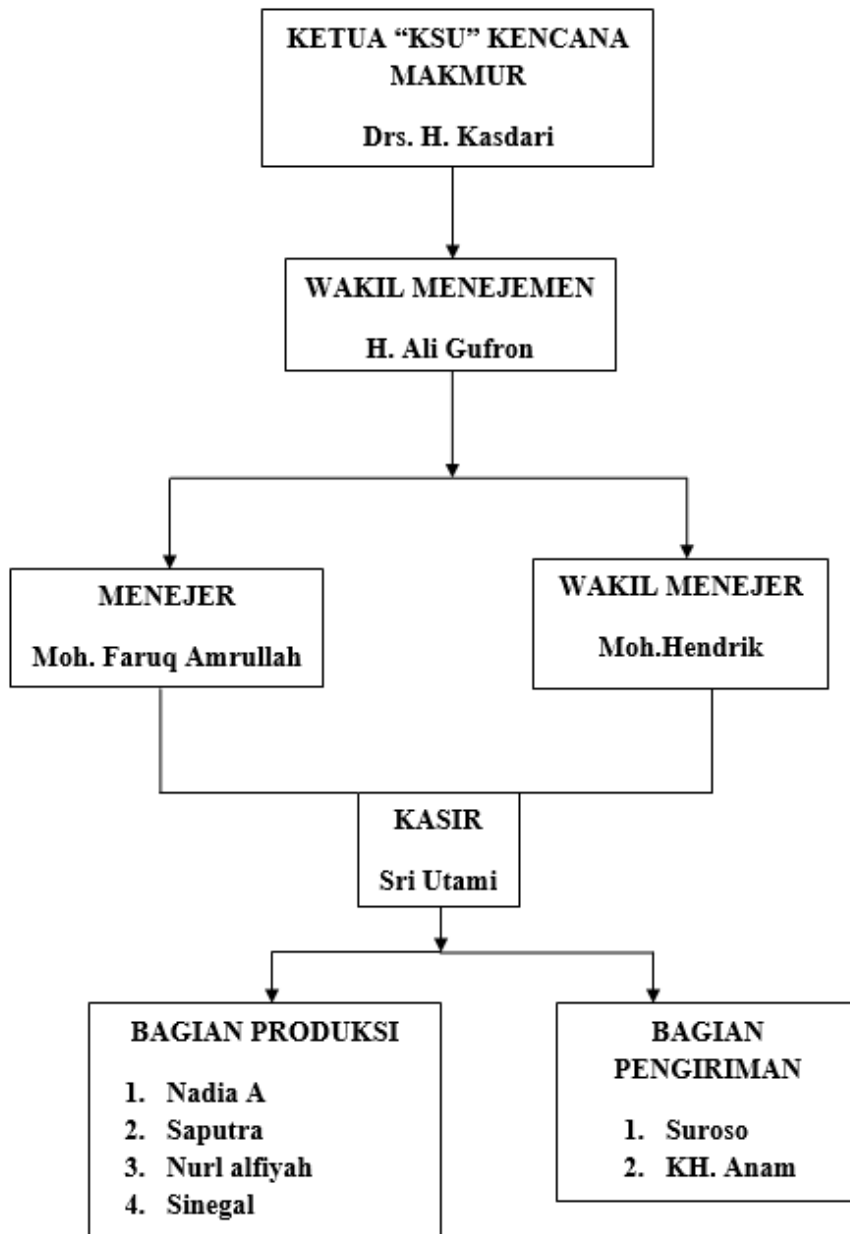 KETUA “KSU” KENCANA
MAKMUR
Drs. H. Kasdari
WAKIL MENEJEMEN
H. Ali Gufron
MENEJER
Moh. Faruq Amrullah
WAKIL MENEJER
Moh.Hendrik
KASIR
Sri Utami
BAGIAN PRODUKSI
1. Nadia A
2. Saputra
3. Nurl alfiyah
4. Sinegal
BAGIAN
PENGIRIMAN
1. Suroso
2. KH. Anam